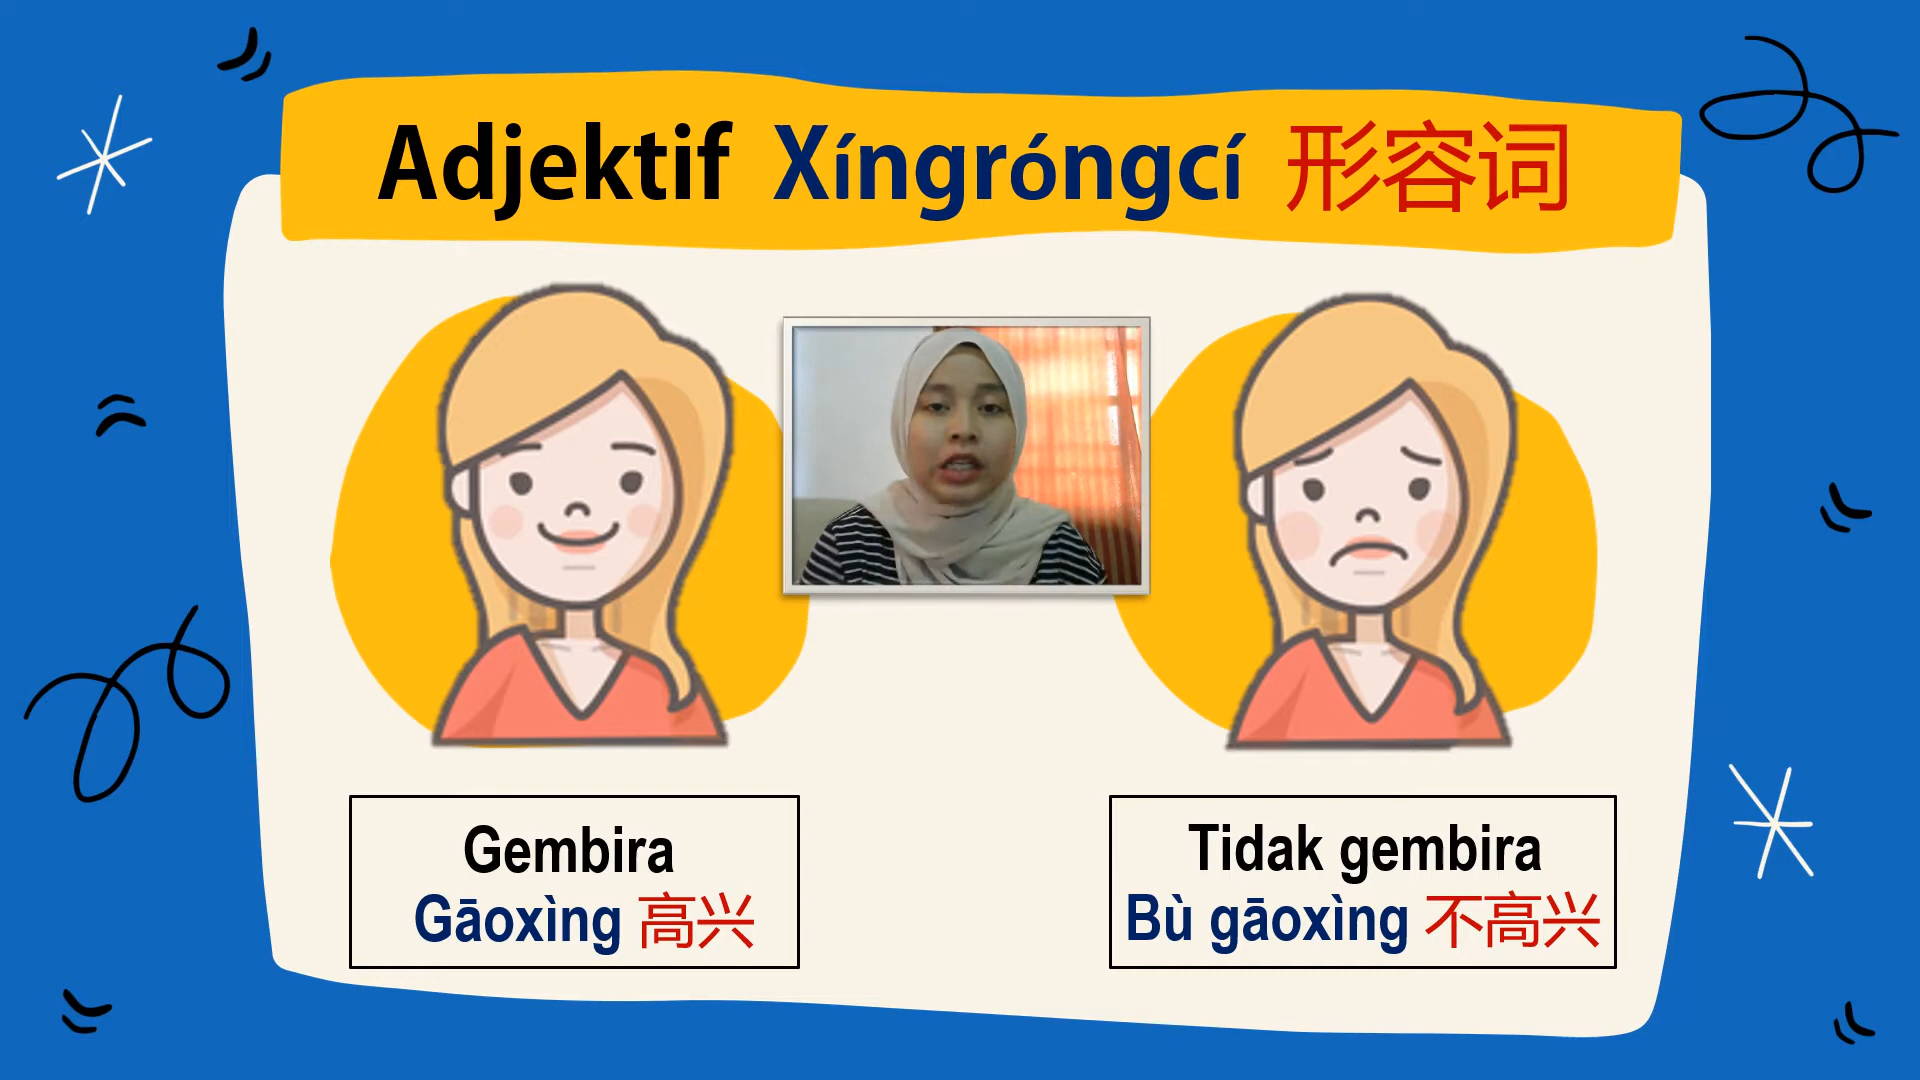 Adjektif Xíngróngcí 形容词
Gembira
Gāoxìng 高兴
Tidak gembira
Bù gāoxìng 不高兴